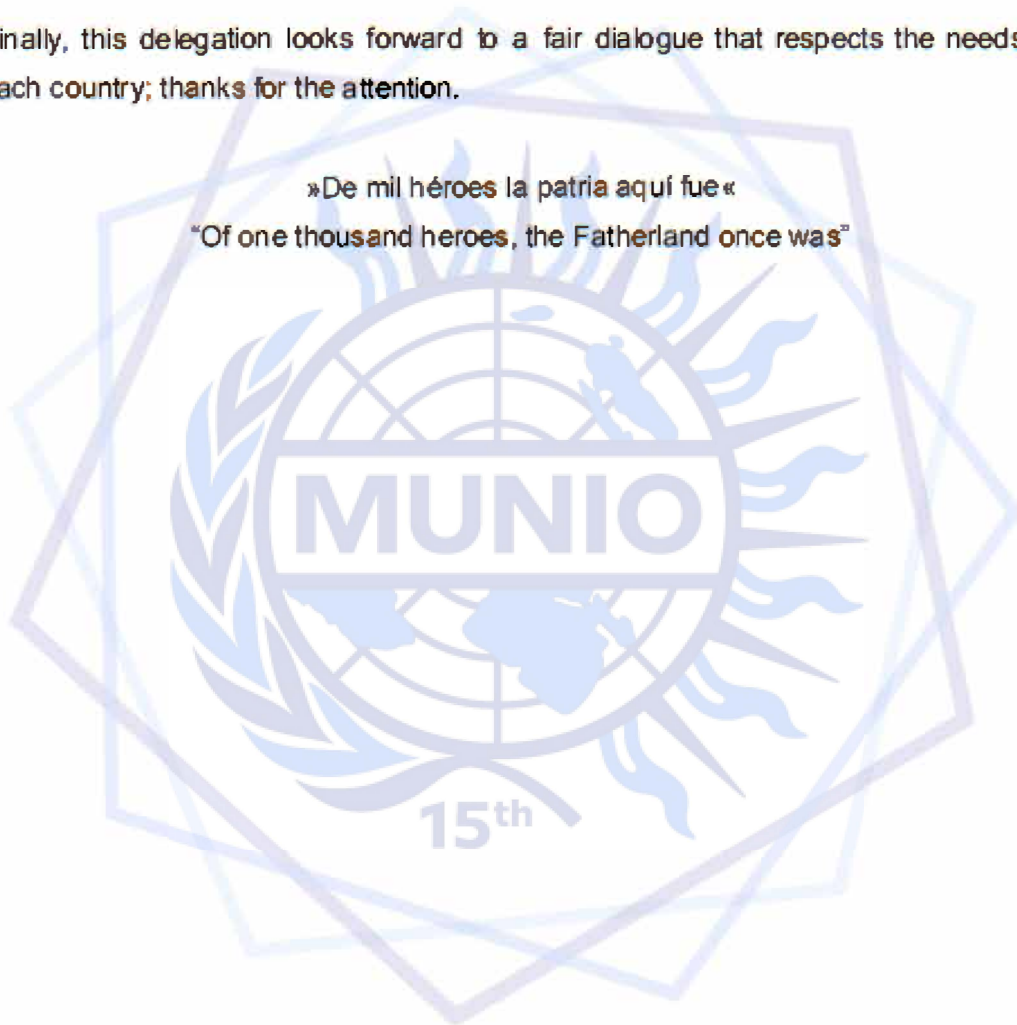 inally, this delegation looks forward to a fair dialogue that respects the needs
ach country; thanks for the attention.
»De mil héroes la patria aquí fue«
“Of one thousand heroes, the Fatherland once was”
MUNIO
15th